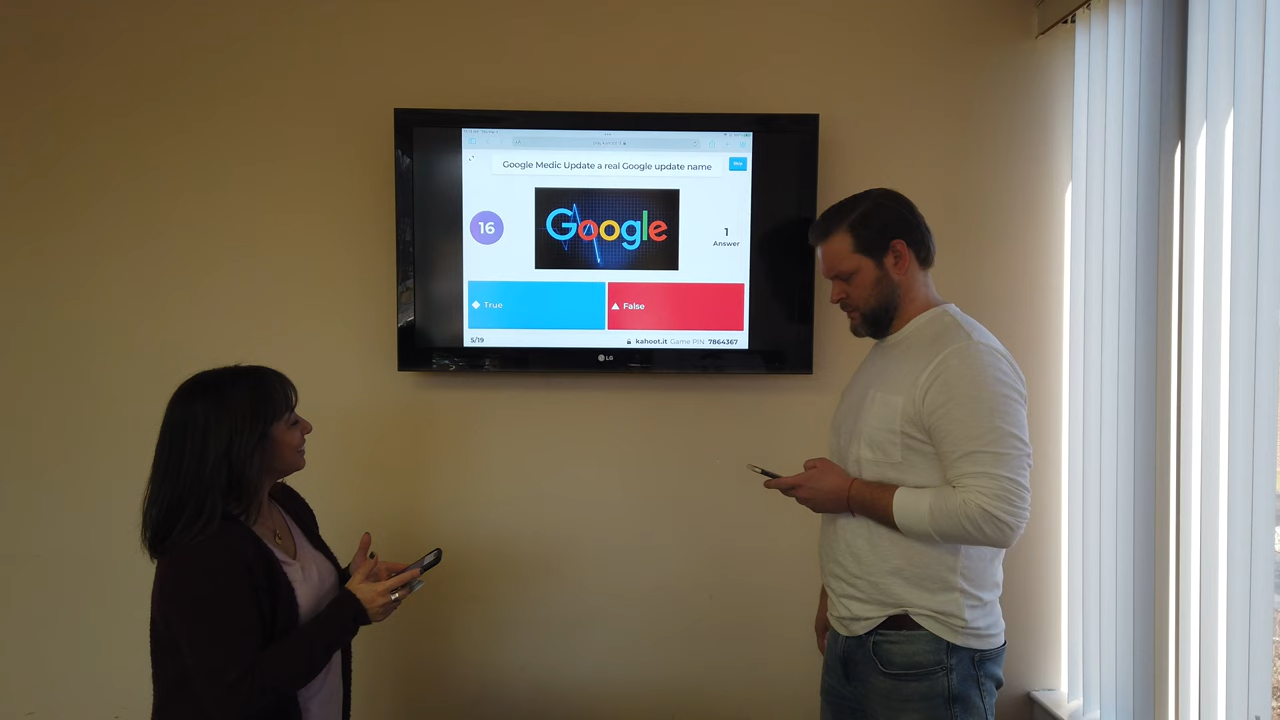 Google Medic Update a real Google update name
16
Google
1
Answer
True
False
5/19
kahoot.it Game PIN: 7864367
LG